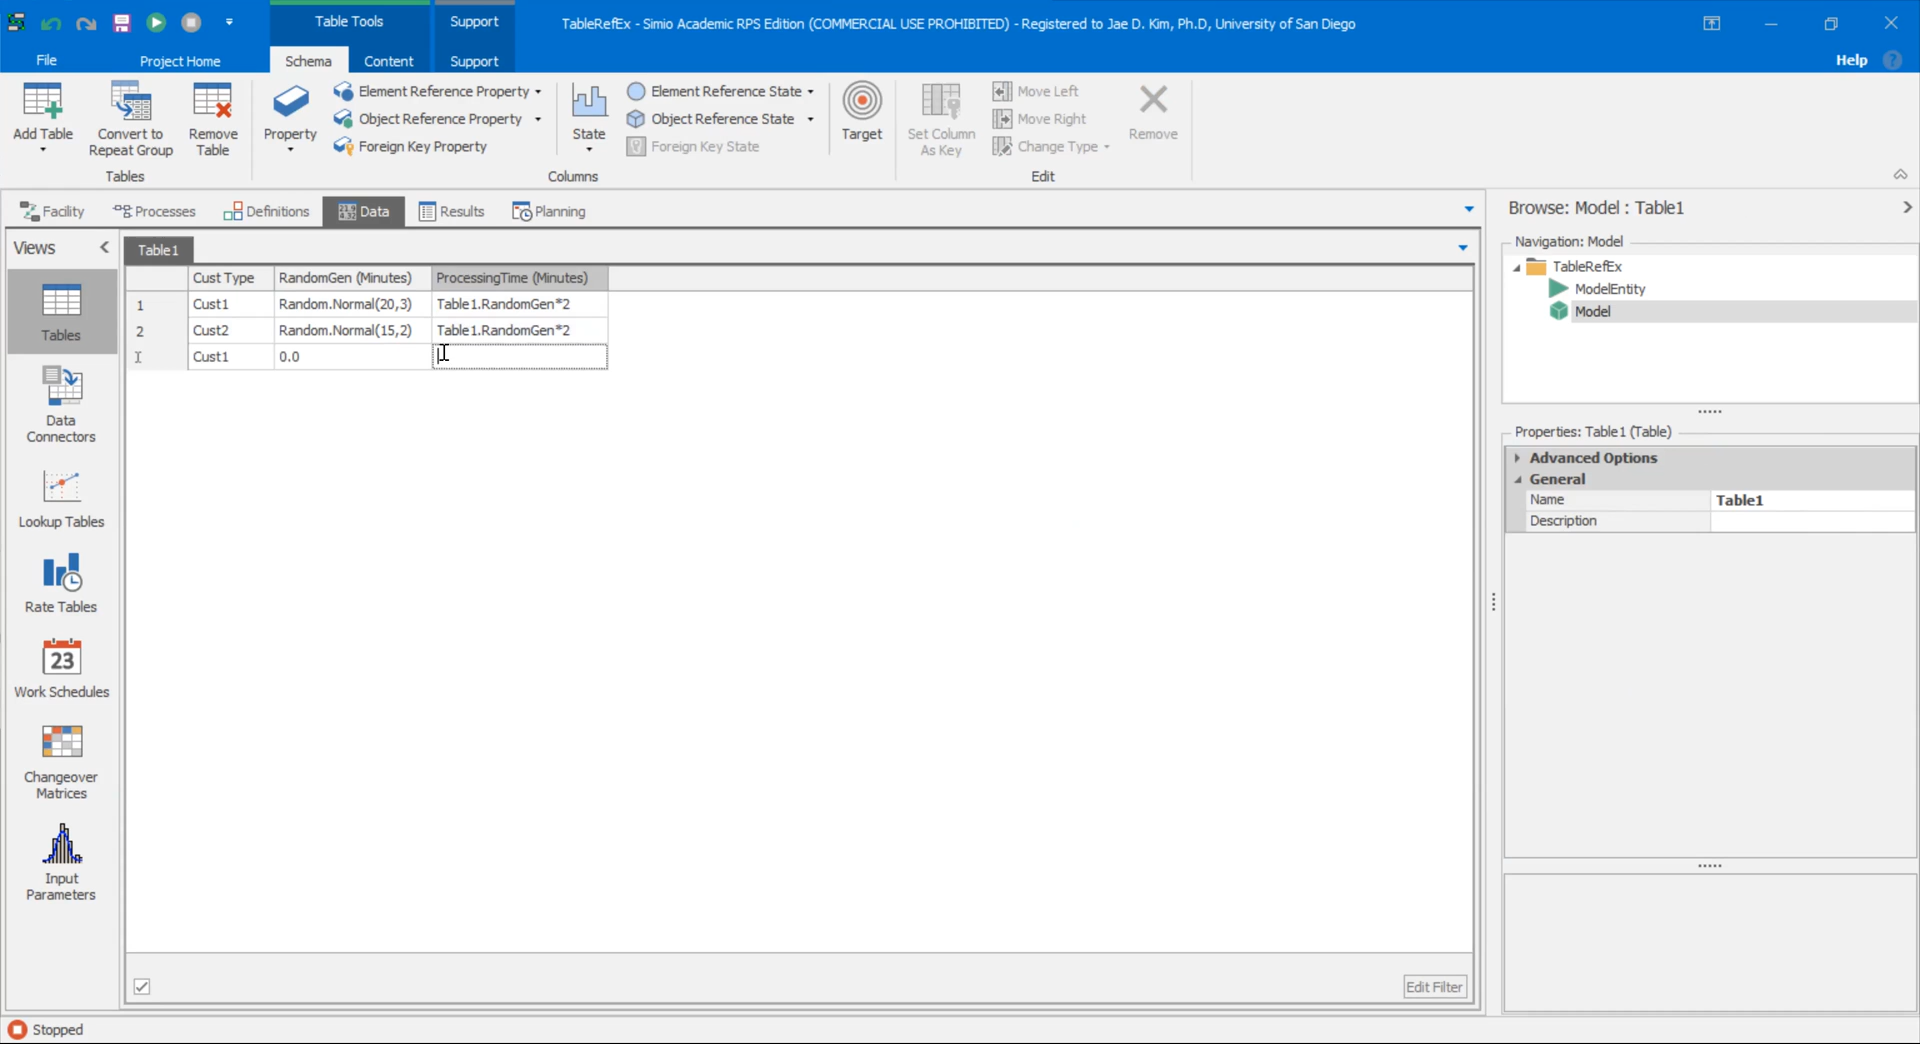 Table Tools
Support
TableRefEx - Simio Academic RPS Edition (COMMERCIAL USE PROHIBITED) - Registered to Jae D. Kim, Ph.D, University of San Diego
File
Project Home
Schema
Content
Support
Help
Add Table
Convert to
Repeat Group
Remove
Table
Tables
Property
Element Reference Property
Object Reference Property
Foreign Key Property
State
Element Reference State
Object Reference State
Foreign Key State
Columns
Target
Set Column
As Key
Move Left
Move Right
Change Type
Remove
Edit
Facility
Processes
Definitions
Data
Results
Planning
Views
Tables
Data
Connectors
Lookup Tables
Rate Tables
23
Work Schedules
Changeover
Matrices
Input
Parameters
Table1
Cust Type RandomGen (Minutes) ProcessingTime (Minutes)
1 Cust1 Random.Normal(20,3) Table1.RandomGen*2
2 Cust2 Random.Normal(15,2) Table1.RandomGen*2
Cust1 0.0
Edit Filter
Browse: Model : Table1
Navigation: Model
TableRefEx
ModelEntity
Model
Properties: Table1 (Table)
Advanced Options
General
Name Table1
Description
Stopped